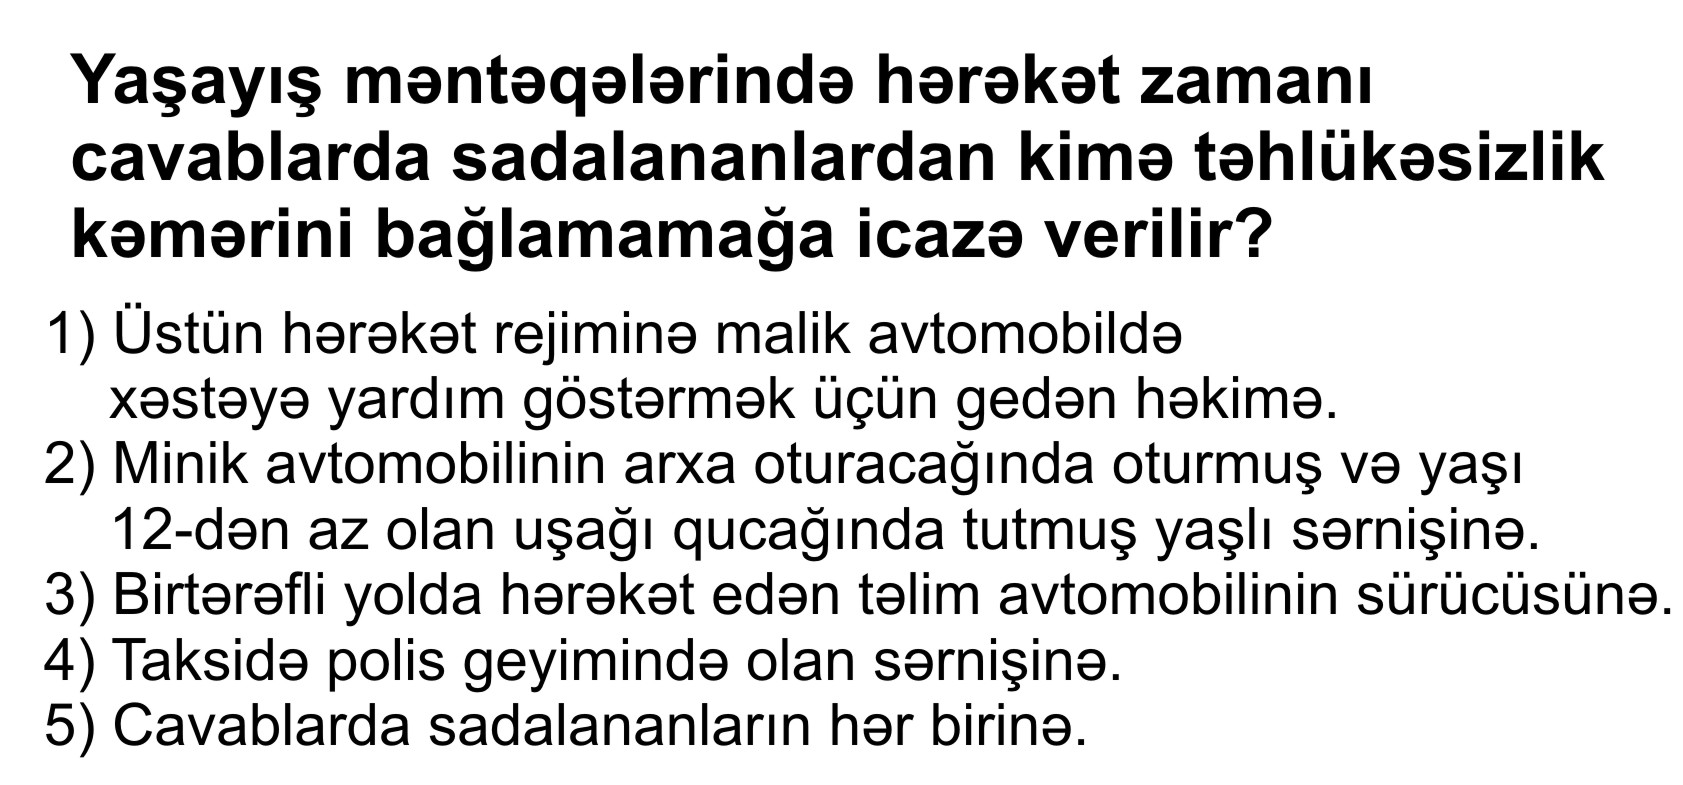 Yaşayış məntəqələrində hərəkət zamanı
cavablarda sadalananlardan kimə təhlükəsizlik
kəmərini bağlamamağa icazə verilir?
1) Üstün hərəkət rejiminə malik avtomobildə
xəstəyə yardım göstərmək üçün gedən həkimə.
2) Minik avtomobilinin arxa oturacağında oturmuş və yaşı
12-dən az olan uşağı qucağında tutmuş yaşlı sərnişinə.
3) Birtərəfli yolda hərəkət edən təlim avtomobilinin sürücüsünə.
4) Taksidə polis geyimində olan sərnişinə.
5) Cavablarda sadalananların hər birinə.